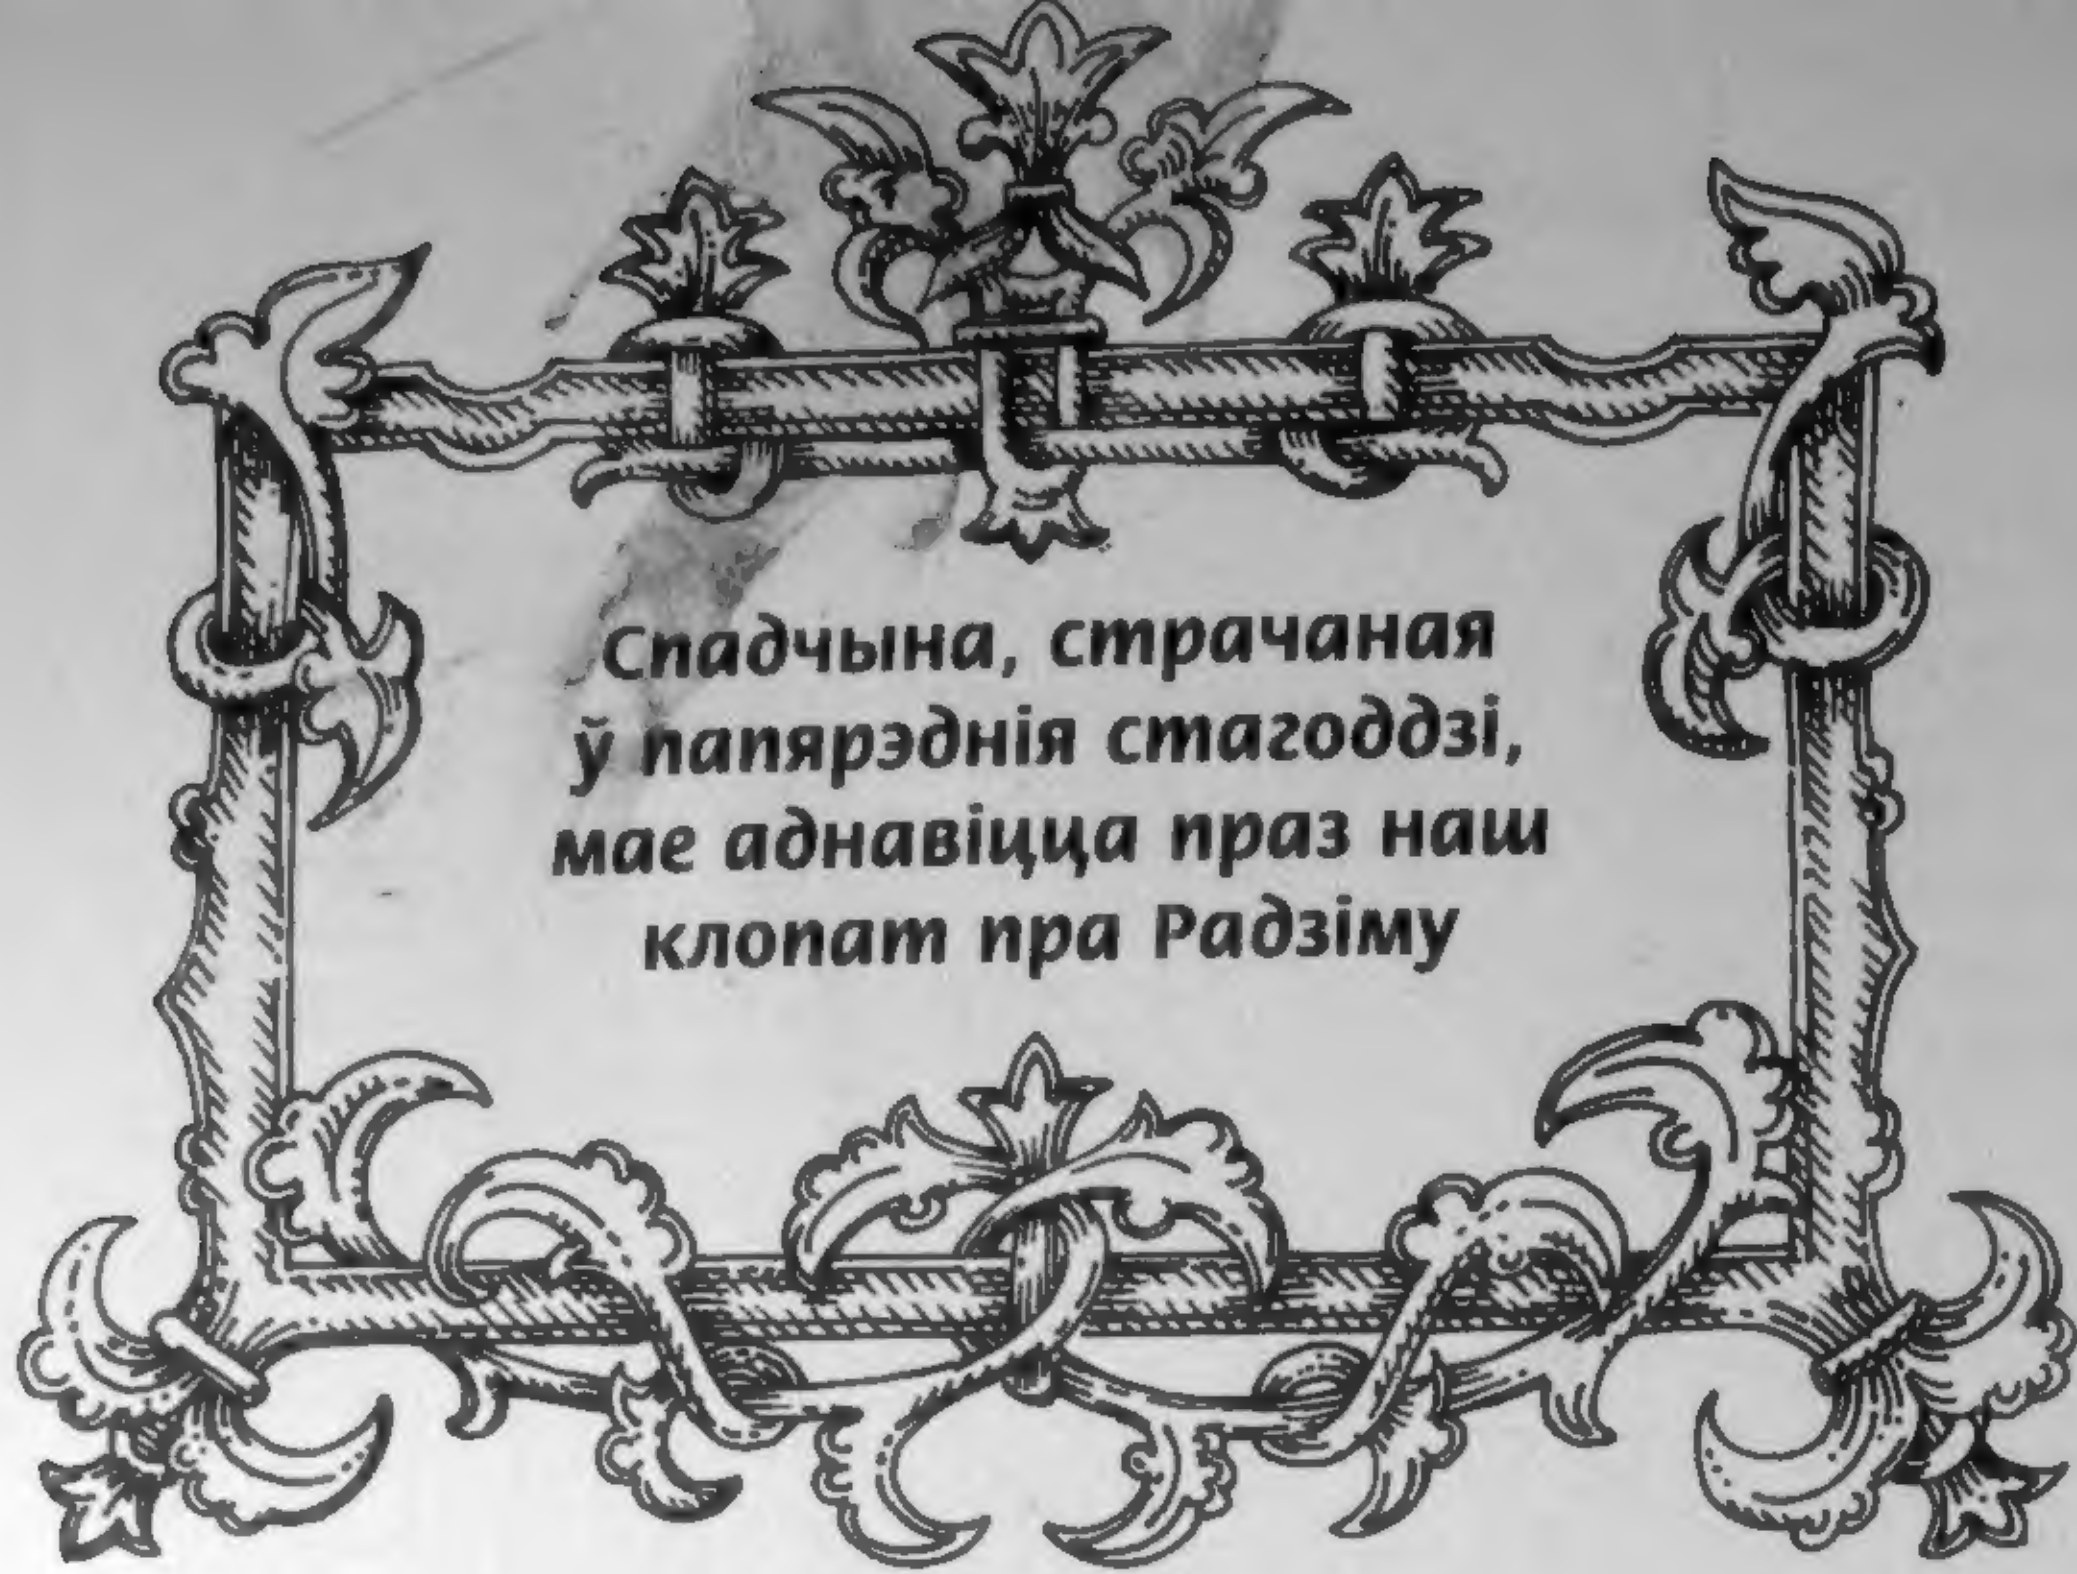 Спадчына, страчаная
ў папярэднія стагоддзі,
мае аднавіцца праз наш
клопат пра Радзіму